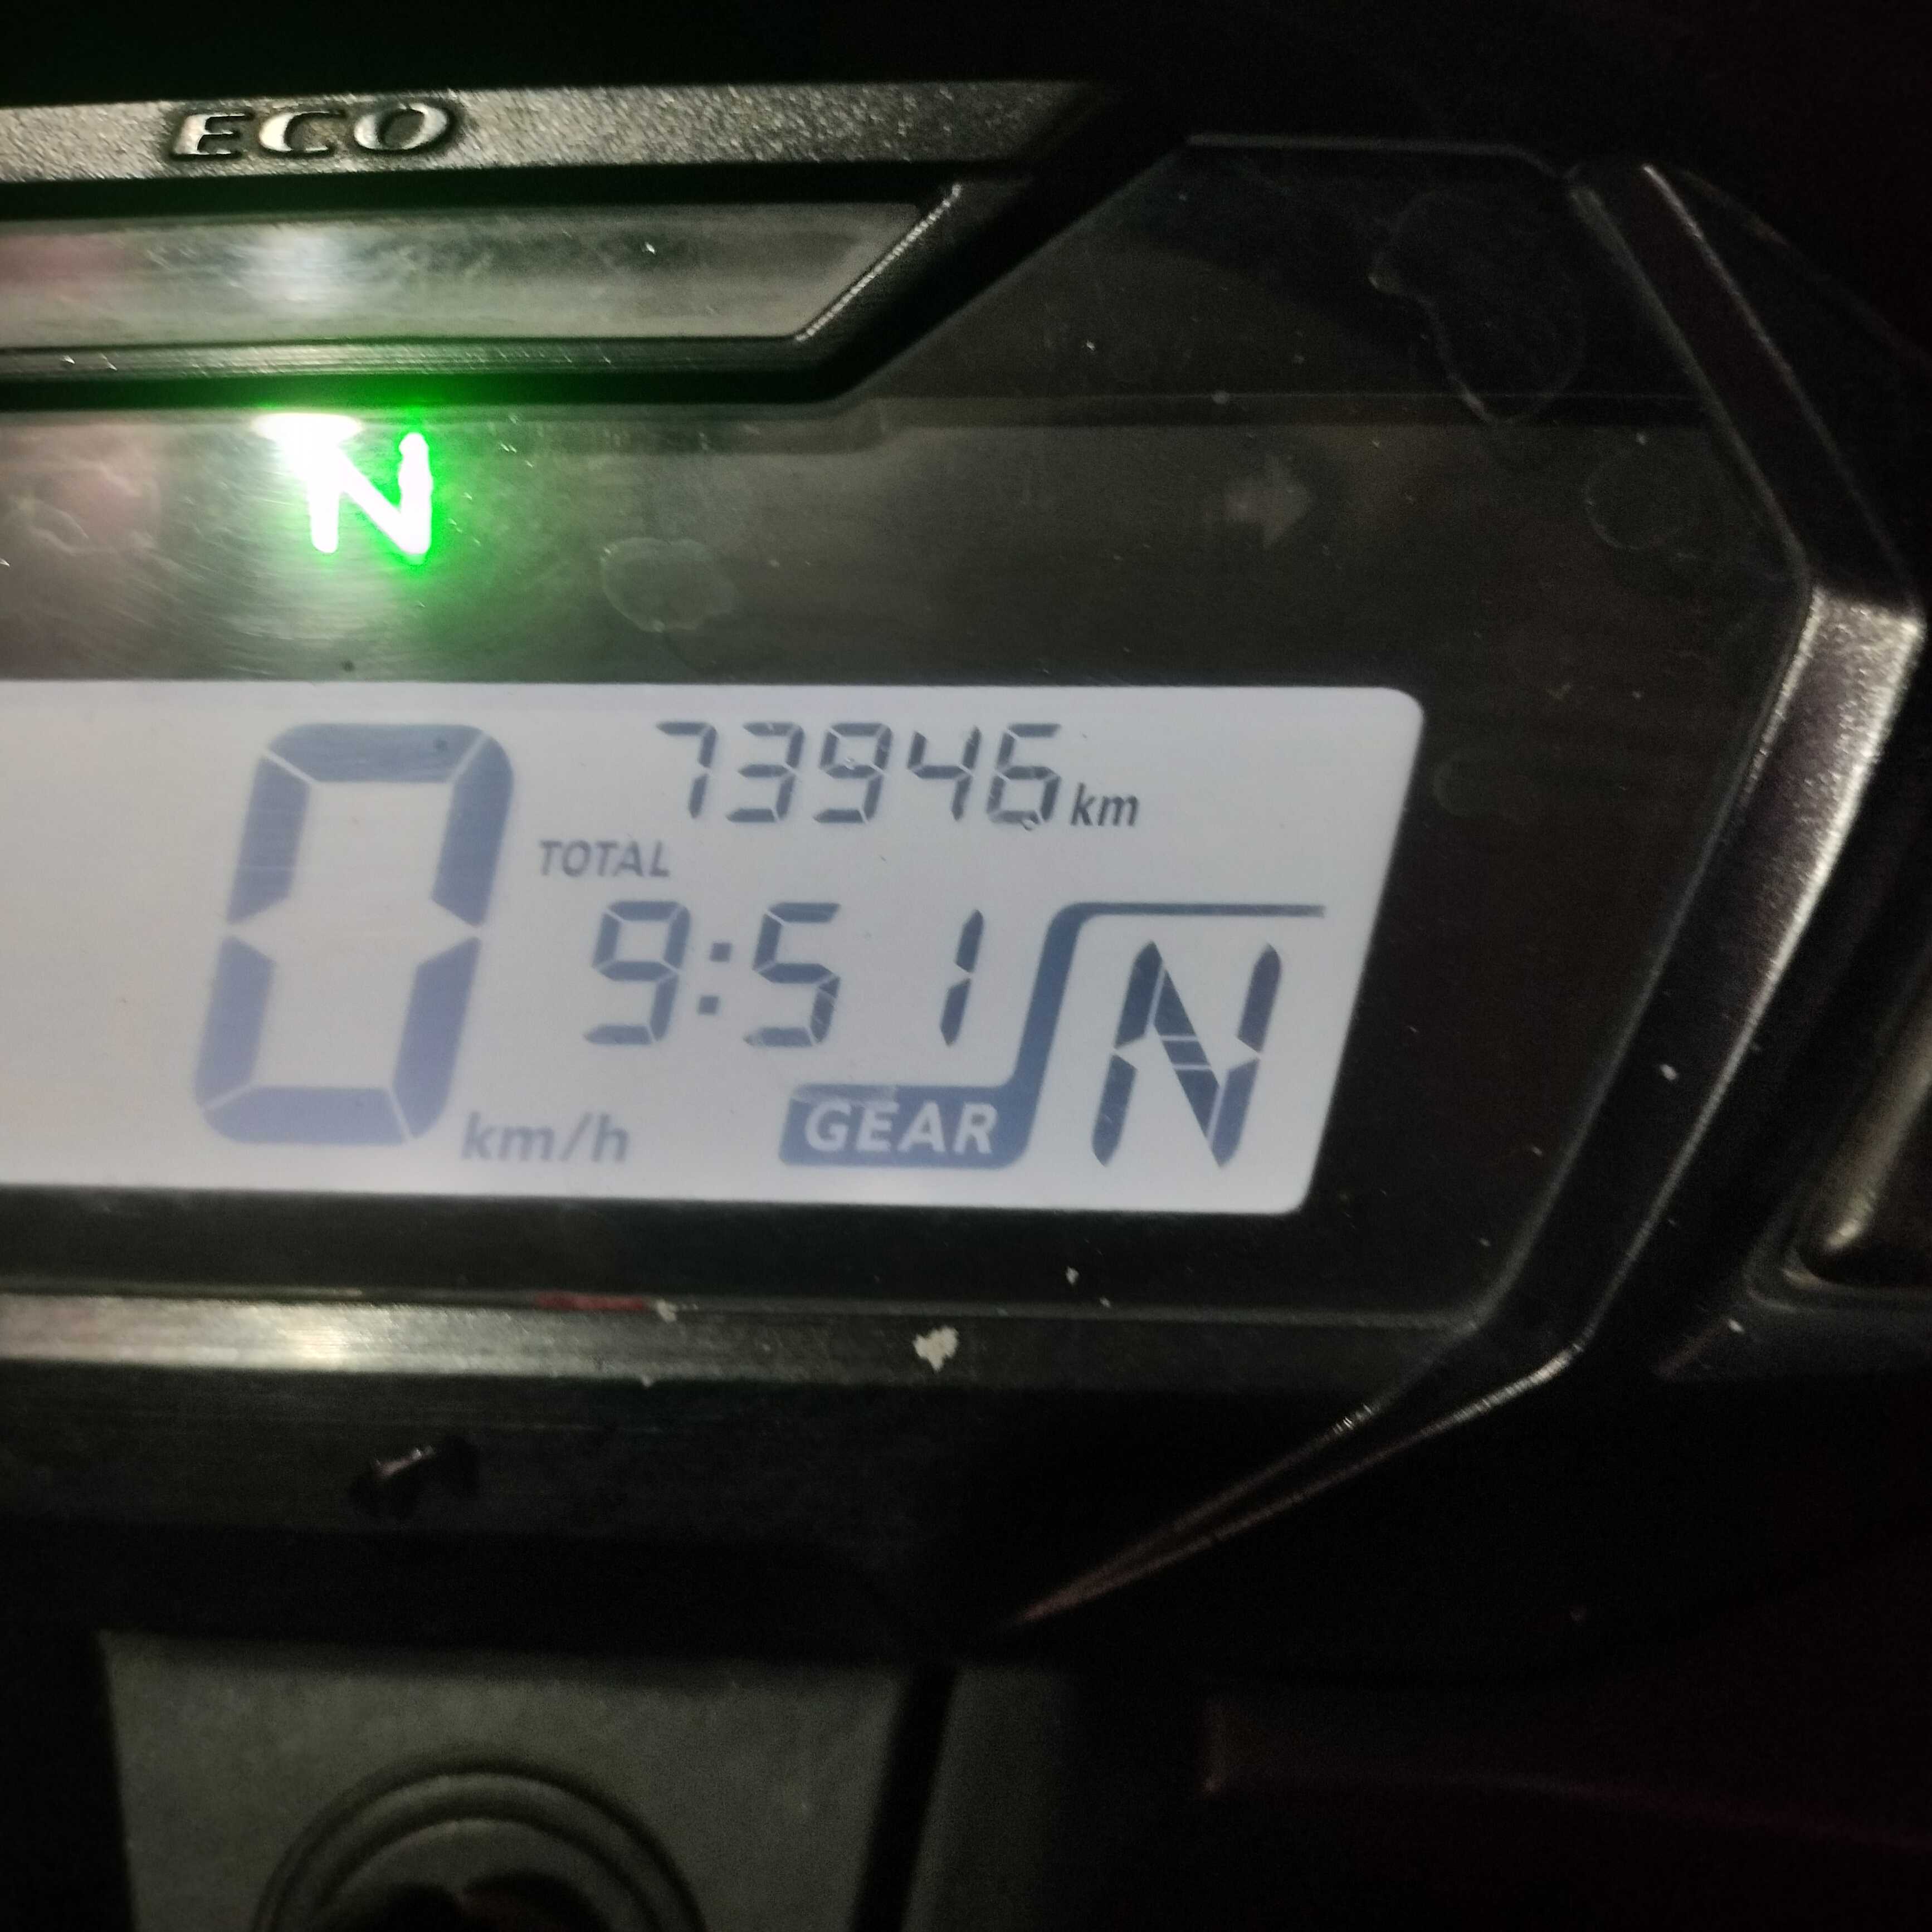 ECO
N
73946 km
TOTAL
9:51
0 km/h
GEAR N